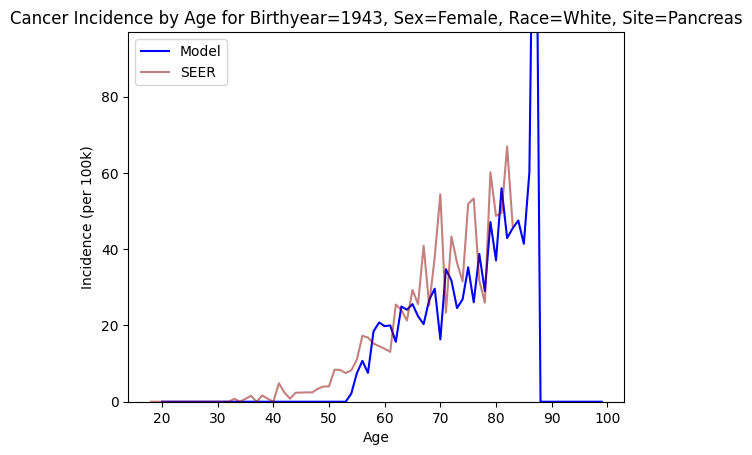 Cancer Incidence by Age for Birthyear=1943, Sex=Female, Race=White, Site=Pancreas
Model
SEER
Incidence (per 100k)
80
60
40
20
0
20 30 40 50 60 70 80 90 100
Age